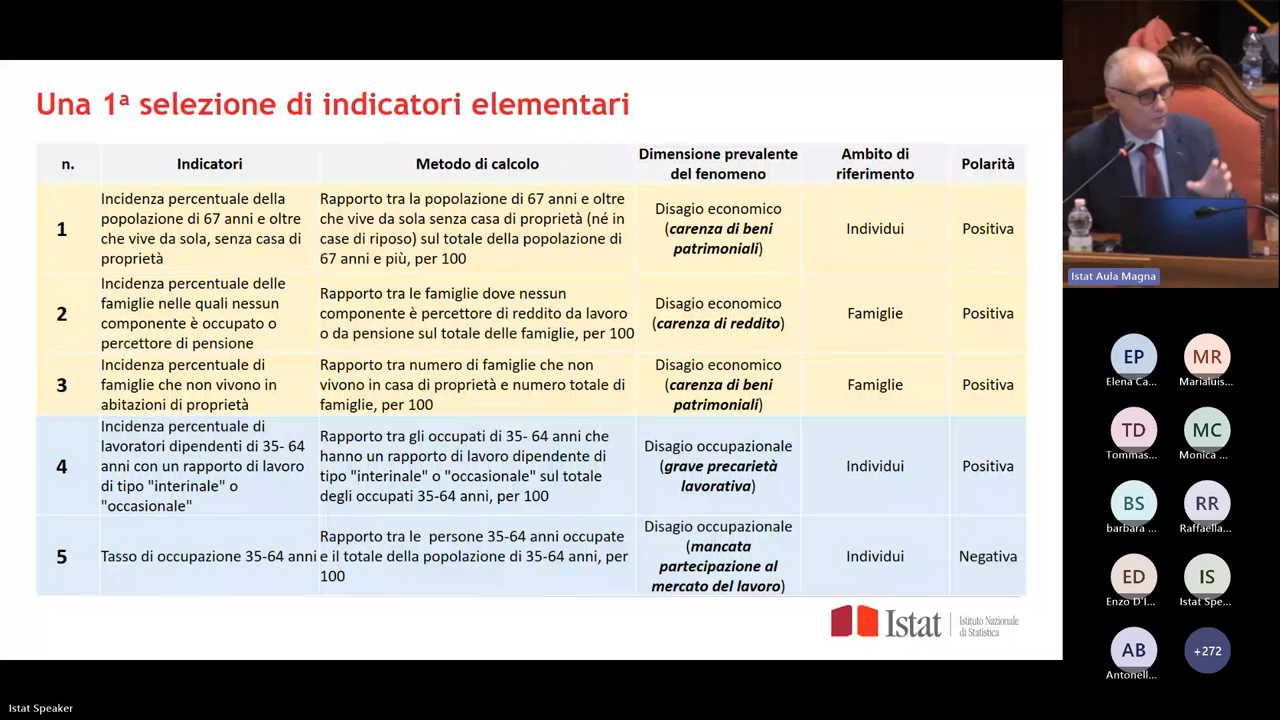 Una 1ª selezione di indicatori elementari
n.
Indicatori
Metodo di calcolo
Dimensione prevalente
del fenomeno
Ambito di
riferimento
Polarità
1
Incidenza percentuale della
popolazione di 67 anni e oltre
che vive da sola, senza casa di
proprietà
Rapporto tra la popolazione di 67 anni e oltre
che vive da sola senza casa di proprietà (né in
case di riposo) sul totale della popolazione di
67 anni e più, per 100
Disagio economico
(carenza di beni
patrimoniali)
Individui
Positiva
2
Incidenza percentuale delle
famiglie nelle quali nessun
componente è occupato o
percettore di pensione
Rapporto tra le famiglie dove nessun
componente è percettore di reddito da lavoro
o da pensione sul totale delle famiglie, per 100
Disagio economico
(carenza di reddito)
Famiglie
Positiva
3
Incidenza percentuale di
famiglie che non vivono in
abitazioni di proprietà
Rapporto tra numero di famiglie che non
vivono in casa di proprietà e numero totale di
famiglie, per 100
Disagio economico
(carenza di beni
patrimoniali)
Famiglie
Positiva
4
Incidenza percentuale di
lavoratori dipendenti di 35- 64
anni con un rapporto di lavoro
di tipo "interinale" o
"occasionale"
Rapporto tra gli occupati di 35- 64 anni che
hanno un rapporto di lavoro dipendente di
tipo "interinale" o "occasionale" sul totale
degli occupati 35-64 anni, per 100
Disagio occupazionale
(grave precarietà
lavorativa)
Individui
Positiva
5
Tasso di occupazione 35-64 anni
Rapporto tra le persone 35-64 anni occupate
e il totale della popolazione di 35-64 anni, per
100
Disagio occupazionale
(mancata
partecipazione al
mercato del lavoro)
Individui
Negativa
Istat
Istituto Nazionale
di Statistica
Istat Speaker
Istat Aula Magna
EP
Elena Ca...
MR
Marialuis...
TD
Tommas...
MC
Monica ...
BS
barbara ...
RR
Raffaella...
ED
Enzo D'I...
IS
Istat Spe...
AB
Antonell...
+272